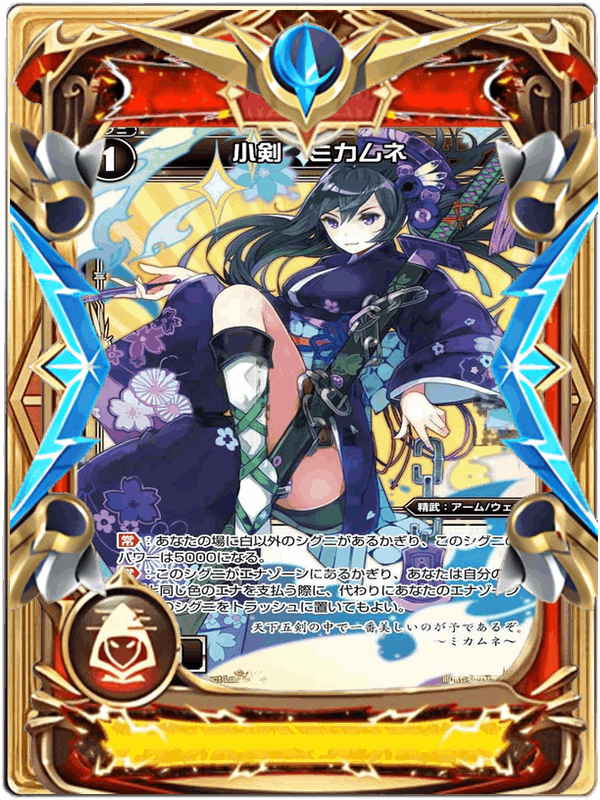 1
小剣 ミカムネ
精武：アーム/ウェ
常：あなたの場に白以外のシグニがあるかぎり、このシグニの
パワーは5000になる。
：このシグニがエナゾーンにあるかぎり、あなたは自分の
と同じ色のエナを支払う際に、代わりにあなたのエナゾーン
のシグニをトラッシュに置いてもよい。
天下五剣の中で一番美しいのが予であるぞ。
～ミカムネ～